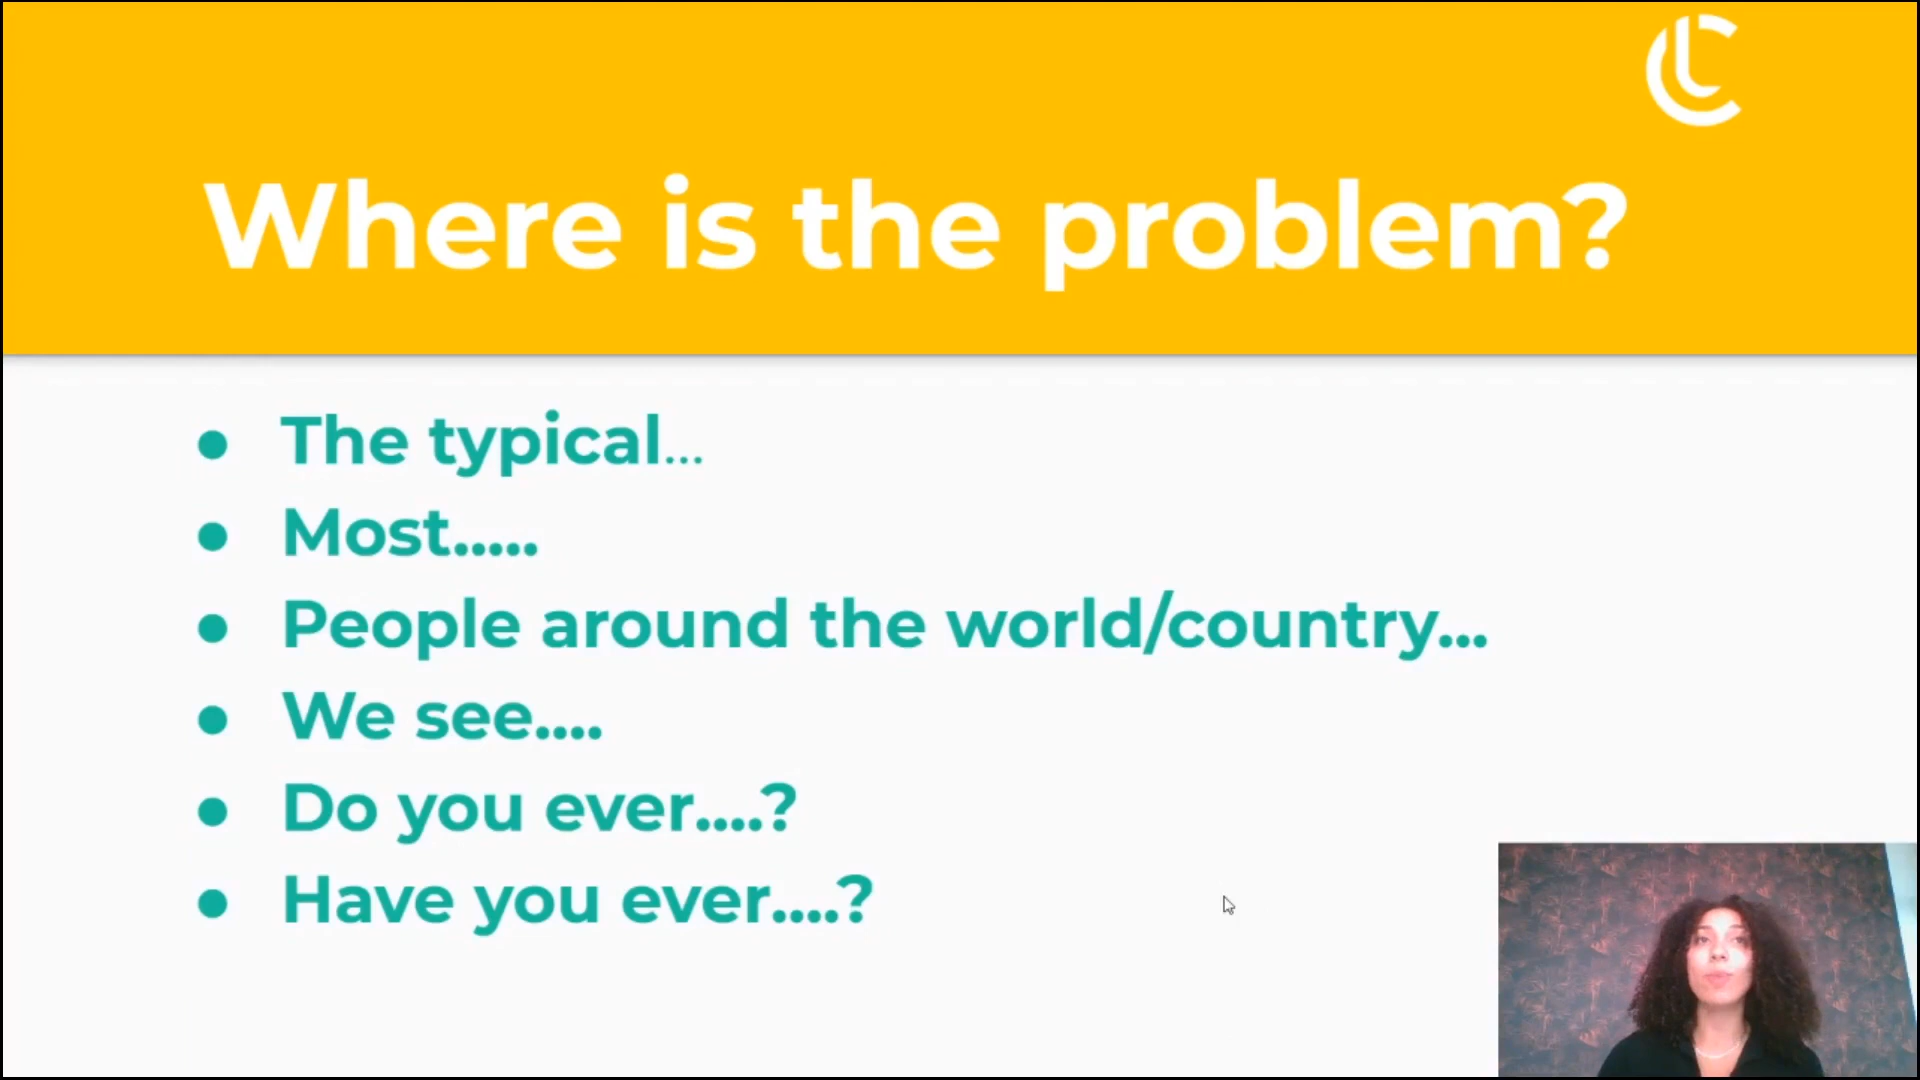 Where is the problem?
● The typical...
● Most.....
● People around the world/country...
● We see....
● Do you ever....?
● Have you ever....?